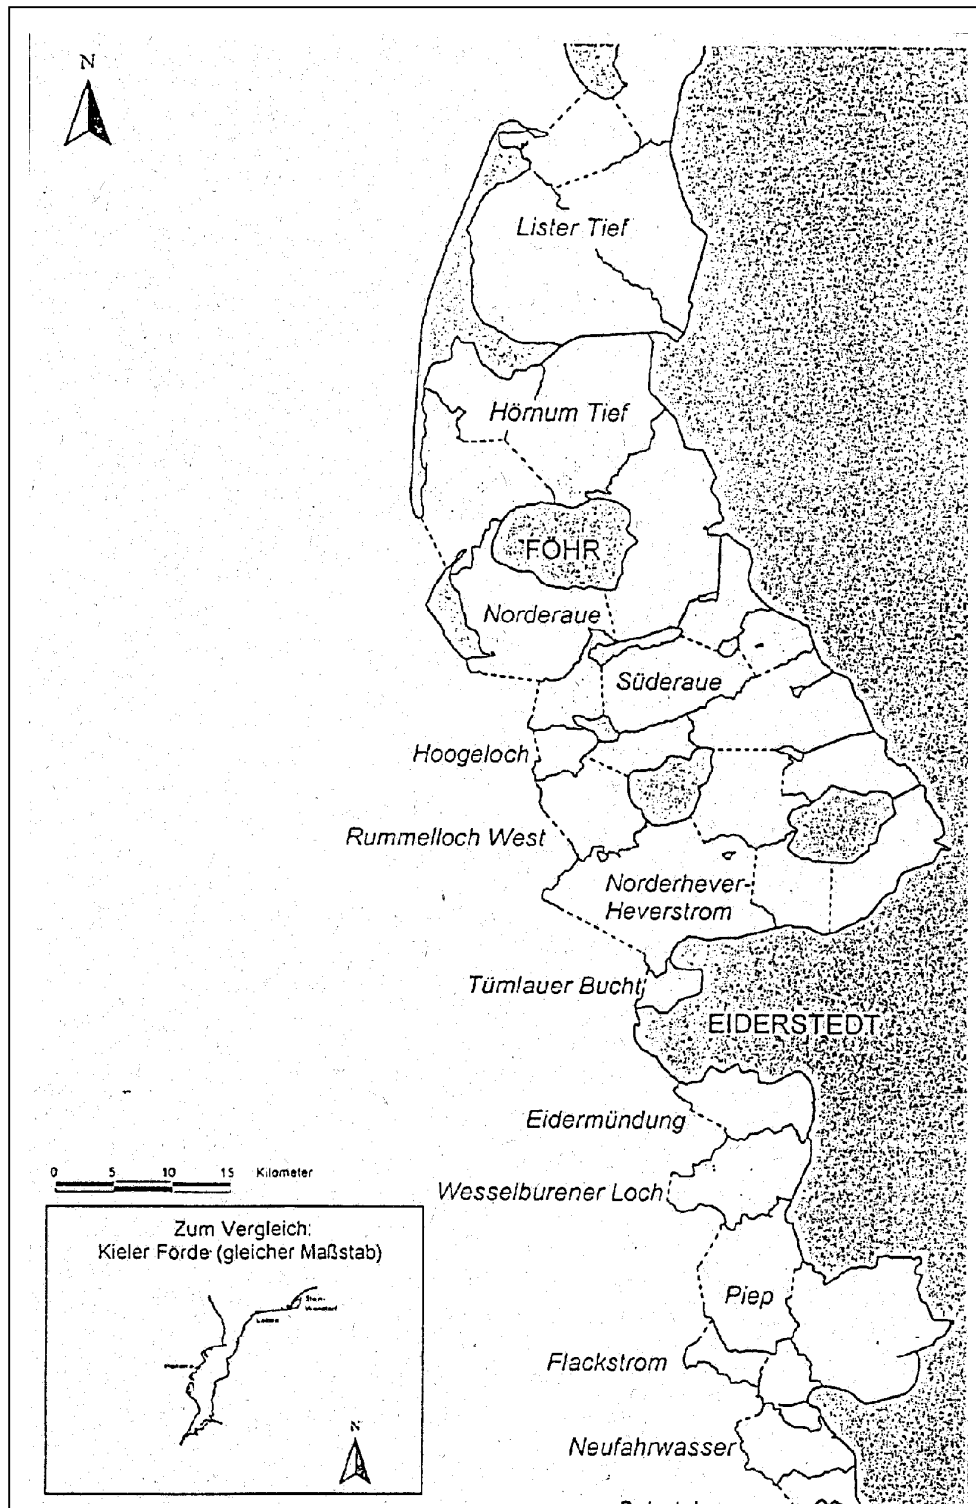 N
Lister Tief
Hörnum Tief
FÖHR
Norderaue
Süderaue
Hoogeloch
Rummelloch West
Norderhever-
Heverstrom
Tümlauer Bucht
EIDERSTEDT
Eidermündung
Wesselburener Loch
Piep
Flackstrom
Neufahrwasser
0 5 10 15 Kilometer
Zum Vergleich:
Kieler Förde (gleicher Maßstab)
N